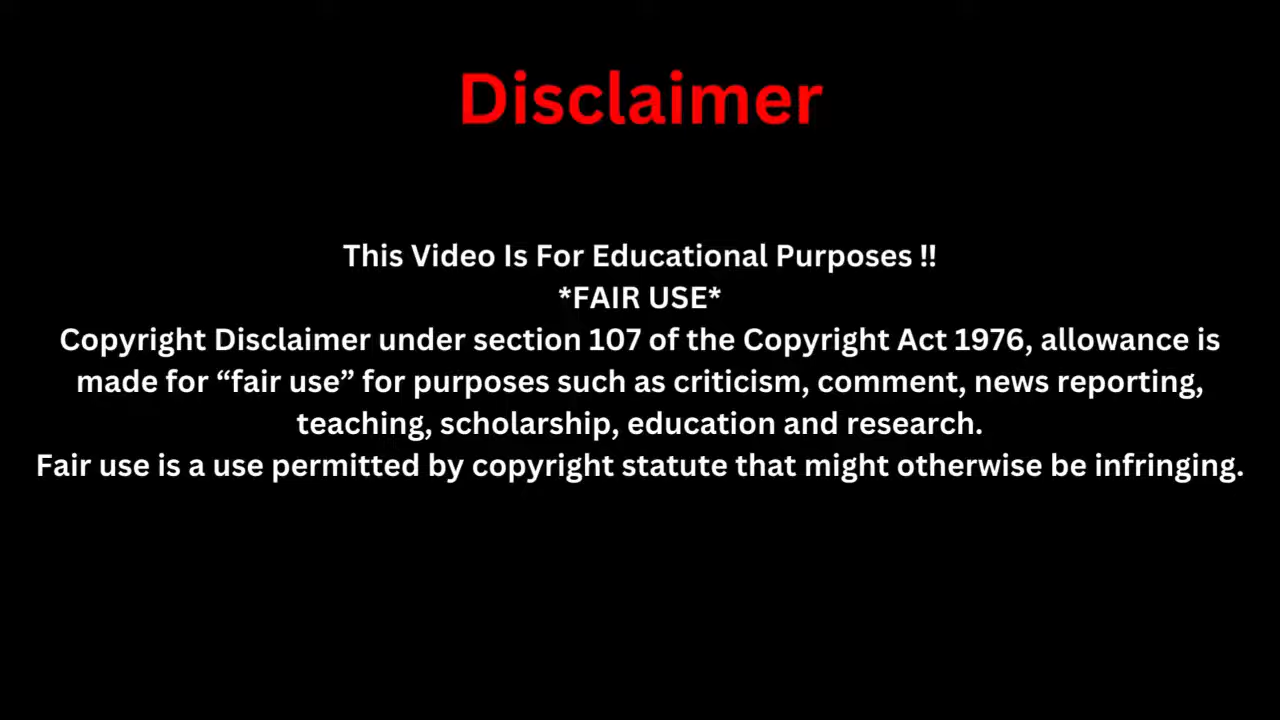 Disclaimer
This Video Is For Educational Purposes !!
*FAIR USE*
Copyright Disclaimer under section 107 of the Copyright Act 1976, allowance is
made for “fair use” for purposes such as criticism, comment, news reporting,
teaching, scholarship, education and research.
Fair use is a use permitted by copyright statute that might otherwise be infringing.